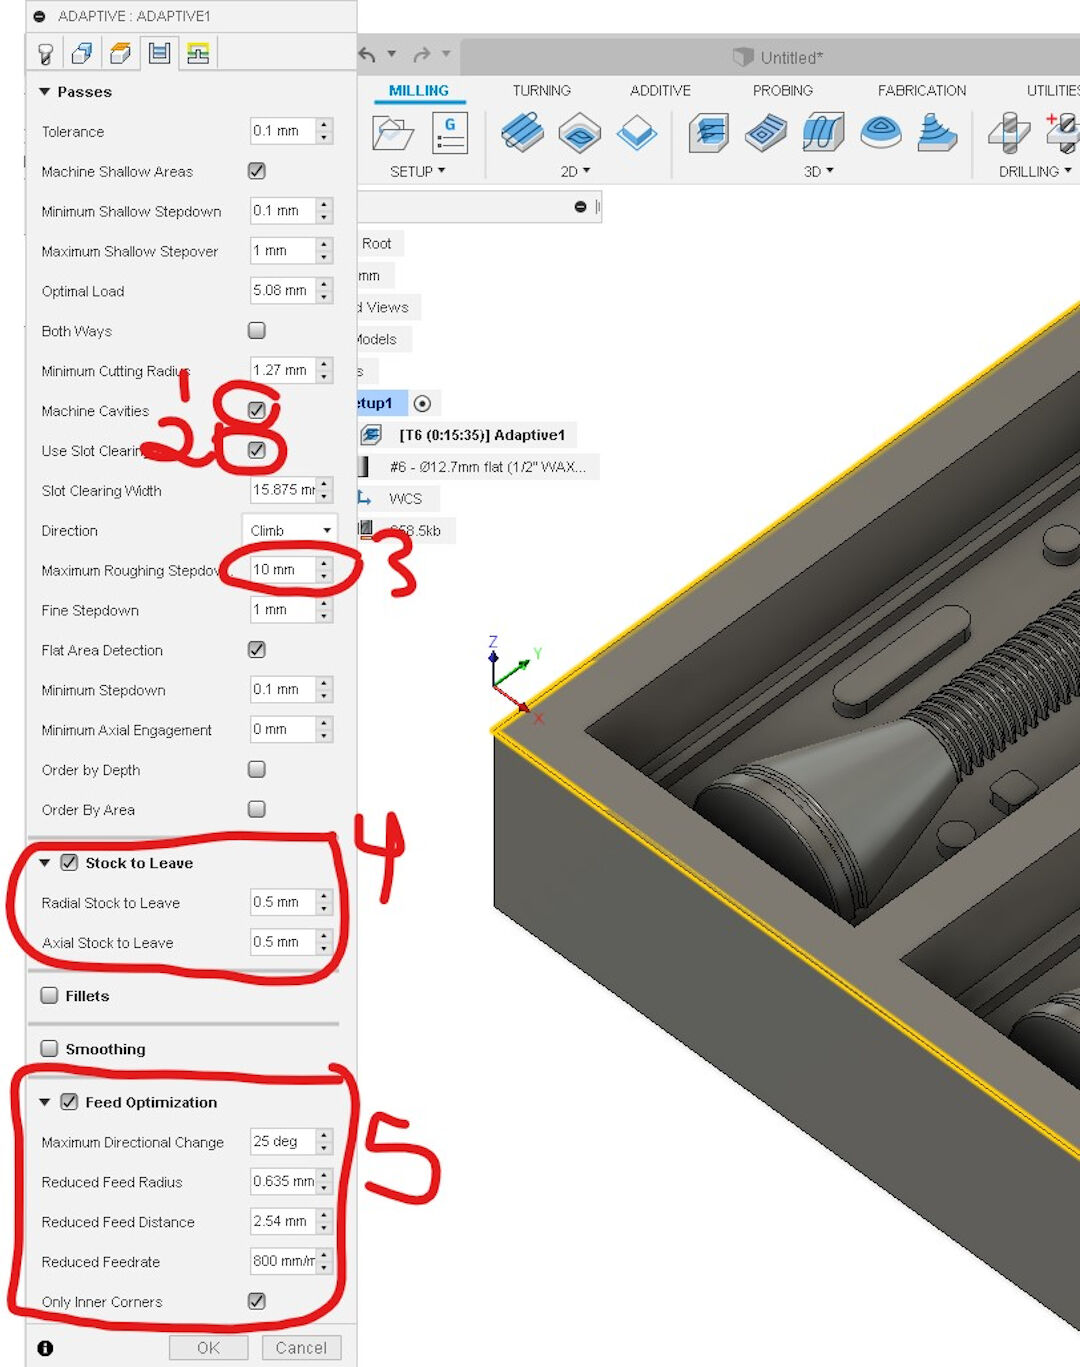 ADAPTIVE : ADAPTIVE1
Untitled*
MILLING TURNING ADDITIVE PROBING FABRICATION UTILITIES
G
SETUP 2D 3D DRILLING
Passes
Tolerance 0.1 mm
Machine Shallow Areas
Minimum Shallow Stepdown 0.1 mm
Maximum Shallow Stepover 1 mm
Optimal Load 5.08 mm
Both Ways
Minimum Cutting Radius 1.27 mm
1
Machine Cavities
2
Use Slot Clearin
Slot Clearing Width 15.875 mm
Direction Climb
Maximum Roughing Stepdow 10 mm
3
Fine Stepdown 1 mm
Flat Area Detection
Minimum Stepdown 0.1 mm
Minimum Axial Engagement 0 mm
Order by Depth
Order By Area
4
Stock to Leave
Radial Stock to Leave 0.5 mm
Axial Stock to Leave 0.5 mm
Fillets
Smoothing
5
Feed Optimization
Maximum Directional Change 25 deg
Reduced Feed Radius 0.635 mm
Reduced Feed Distance 2.54 mm
Reduced Feedrate 800 mm/m
Only Inner Corners
OK Cancel
Root
mm
d Views
Models
s
etup1
[T6 (0:15:35)] Adaptive1
#6 - Ø12.7mm flat (1/2" WAX...
WCS
858.5kb
Z
Y
X